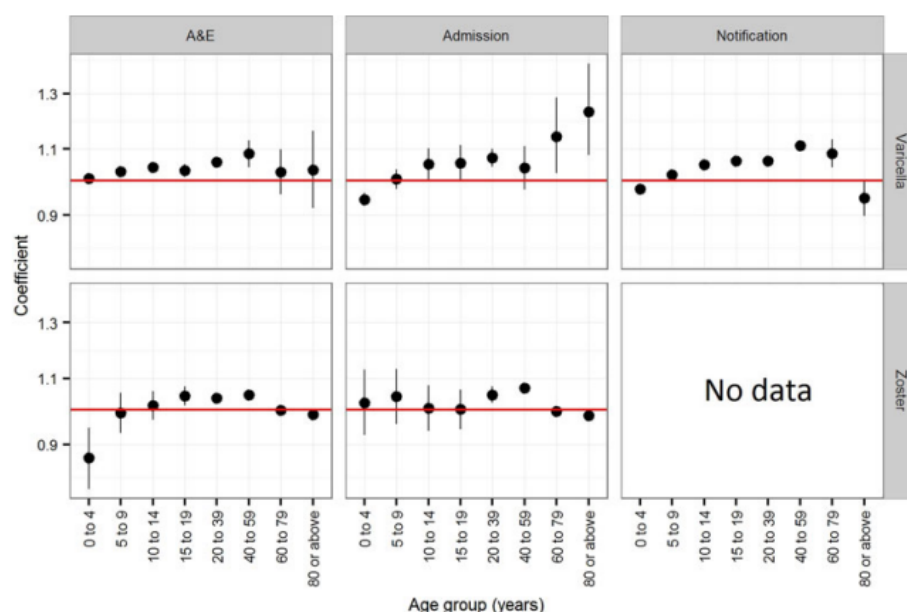 A&E
Admission
Notification
Varicella
Zoster
Coefficient
1.3
1.1
0.9
1.3
1.1
0.9
No data
0 to 4
5 to 9
10 to 14
15 to 19
20 to 39
40 to 59
60 to 79
80 or above
0 to 4
5 to 9
10 to 14
15 to 19
20 to 39
40 to 59
60 to 79
80 or above
0 to 4
5 to 9
10 to 14
15 to 19
20 to 39
40 to 59
60 to 79
80 or above
Age group (years)